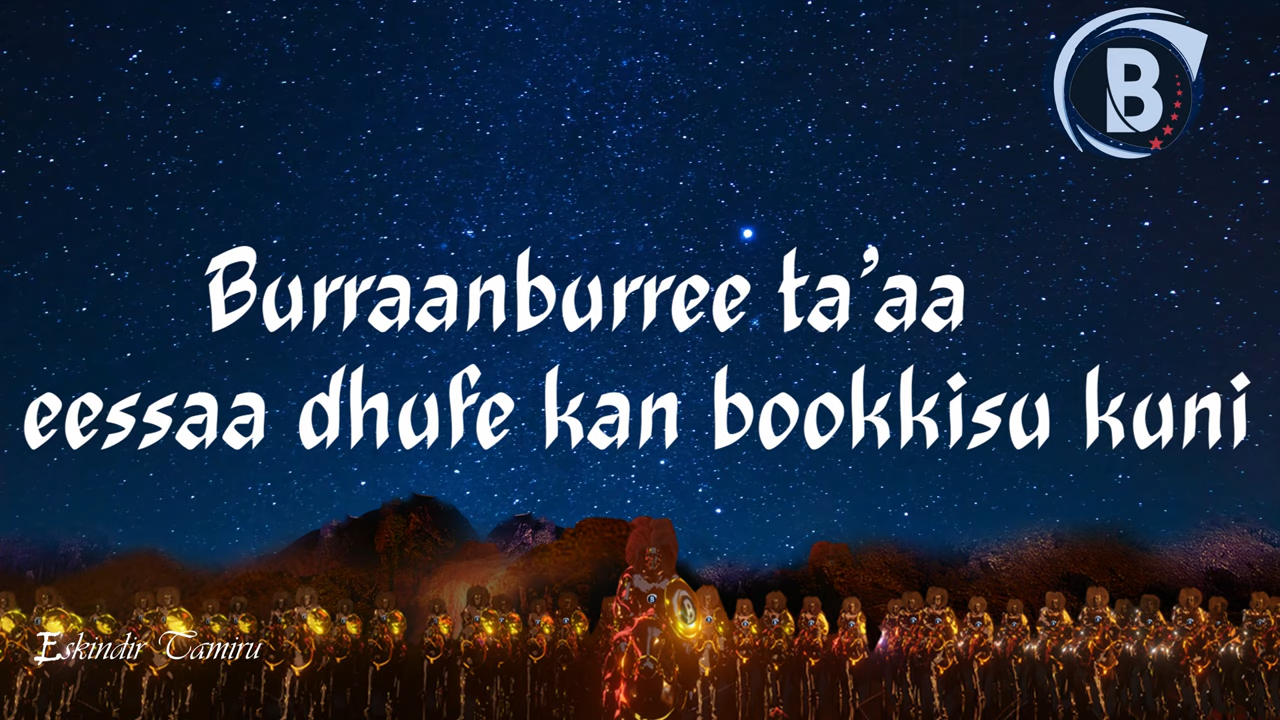 B
Burraanburree ta’aa
eessaa dhufe kan bookkisu kuni
Eskindir Tamiru